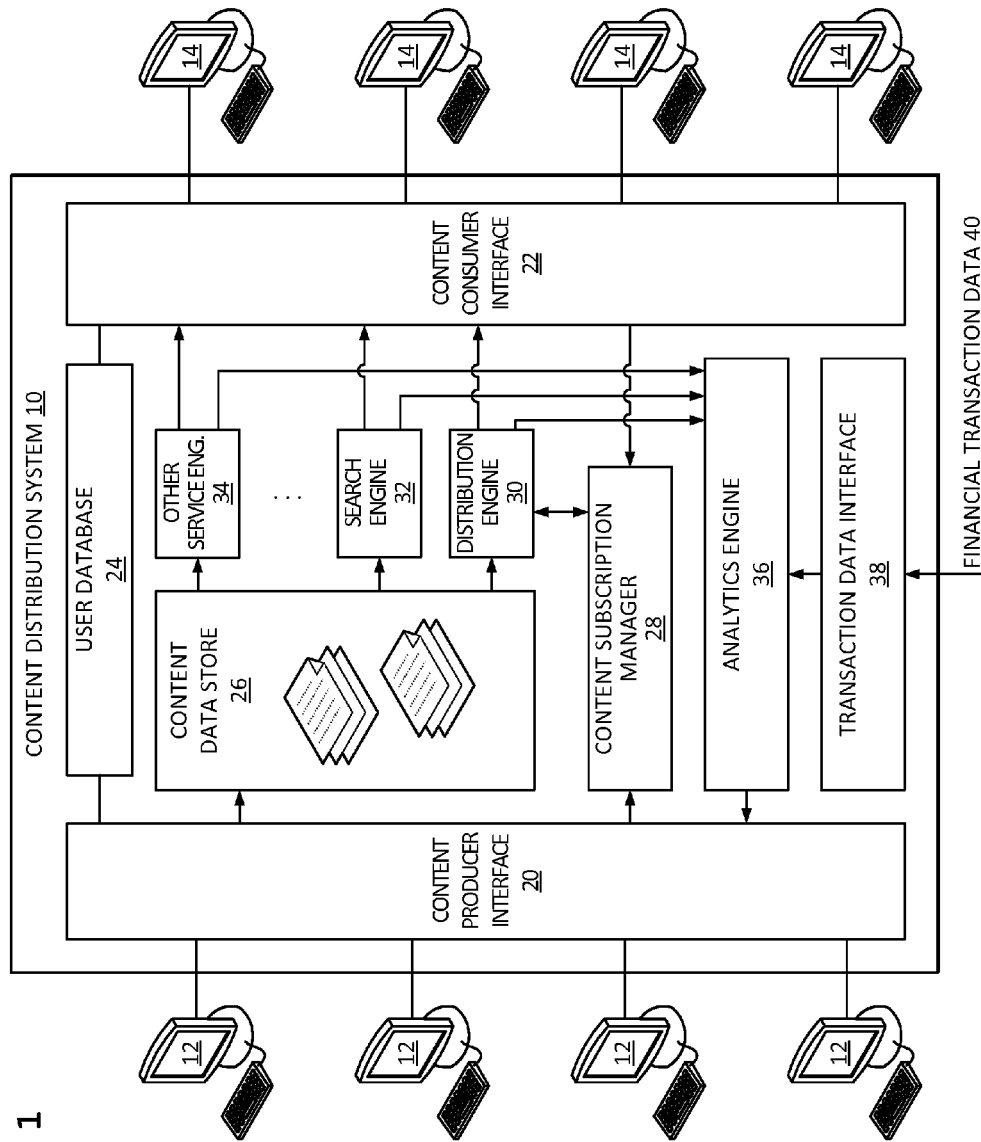 1
CONTENT DISTRIBUTION SYSTEM 10
USER DATABASE
24
12
12
12
12
CONTENT
PRODUCER
INTERFACE
20
CONTENT
DATA STORE
26
OTHER
SERVICE ENG.
34
. . .
SEARCH
ENGINE
32
DISTRIBUTION
ENGINE
30
CONTENT SUBSCRIPTION
MANAGER
28
ANALYTICS ENGINE
36
TRANSACTION DATA INTERFACE
38
CONTENT
CONSUMER
INTERFACE
22
14
14
14
14
FINANCIAL TRANSACTION DATA 40